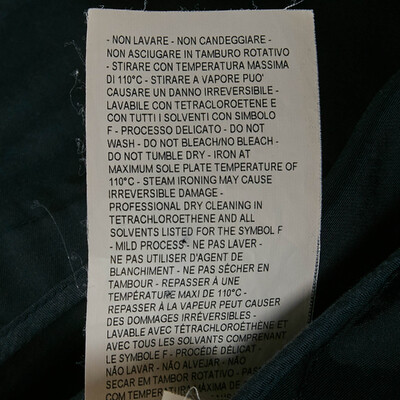 - NON LAVARE - NON CANDEGGIARE -
NON ASCIUGARE IN TAMBURO ROTATIVO
- STIRARE CON TEMPERATURA MASSIMA
DI 110°C - STIRARE A VAPORE PUO'
CAUSARE UN DANNO IRREVERSIBILE -
LAVABILE CON TETRACLOROETENE E
CON TUTTI I SOLVENTI CON SIMBOLO
F - PROCESSO DELICATO - DO NOT
WASH - DO NOT BLEACH/NO BLEACH -
DO NOT TUMBLE DRY - IRON AT
MAXIMUM SOLE PLATE TEMPERATURE OF
110°C - STEAM IRONING MAY CAUSE
IRREVERSIBLE DAMAGE -
PROFESSIONAL DRY CLEANING IN
TETRACHLOROETHENE AND ALL
SOLVENTS LISTED FOR THE SYMBOL F
- MILD PROCESS - NE PAS LAVER -
NE PAS UTILISER D'AGENT DE
BLANCHIMENT - NE PAS SÉCHER EN
TAMBOUR - REPASSER À UNE
TEMPÉRATURE MAXI DE 110°C -
REPASSER À LA VAPEUR PEUT CAUSER
DES DOMMAGES IRRÉVERSIBLES -
LAVABLE AVEC TÉTRACHLOROÉTHÈNE ET
AVEC TOUS LES SOLVANTS COMPRENANT
LE SYMBOLE F - PROCÉDÉ DÉLICAT -
NÃO LAVAR - NÃO ALVEJAR - NÃO
SECAR EM TAMBOR ROTATIVO - PASSAR
COM TEMPERATURA MÁXIMA DE